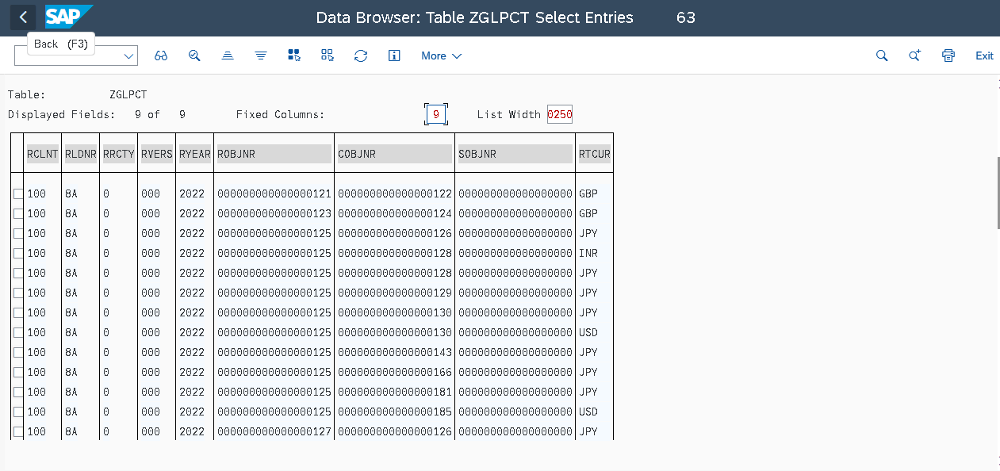 SAP Data Browser: Table ZGLPCT Select Entries 63
Back (F3)
More Exit
Table: ZGLPCT
Displayed Fields: 9 of 9 Fixed Columns: 9 List Width 0250
RCLNT RLDNR RRCTY RVERS RYEAR ROBJNR COBJNR SOBJNR RTCUR
100 8A 0 000 2022 000000000000000121 000000000000000122 000000000000000000 GBP
100 8A 0 000 2022 000000000000000123 000000000000000124 000000000000000000 GBP
100 8A 0 000 2022 000000000000000125 000000000000000126 000000000000000000 JPY
100 8A 0 000 2022 000000000000000125 000000000000000128 000000000000000000 INR
100 8A 0 000 2022 000000000000000125 000000000000000128 000000000000000000 JPY
100 8A 0 000 2022 000000000000000125 000000000000000129 000000000000000000 JPY
100 8A 0 000 2022 000000000000000125 000000000000000130 000000000000000000 JPY
100 8A 0 000 2022 000000000000000125 000000000000000130 000000000000000000 USD
100 8A 0 000 2022 000000000000000125 000000000000000143 000000000000000000 JPY
100 8A 0 000 2022 000000000000000125 000000000000000166 000000000000000000 JPY
100 8A 0 000 2022 000000000000000125 000000000000000181 000000000000000000 JPY
100 8A 0 000 2022 000000000000000125 000000000000000185 000000000000000000 USD
100 8A 0 000 2022 000000000000000127 000000000000000126 000000000000000000 JPY